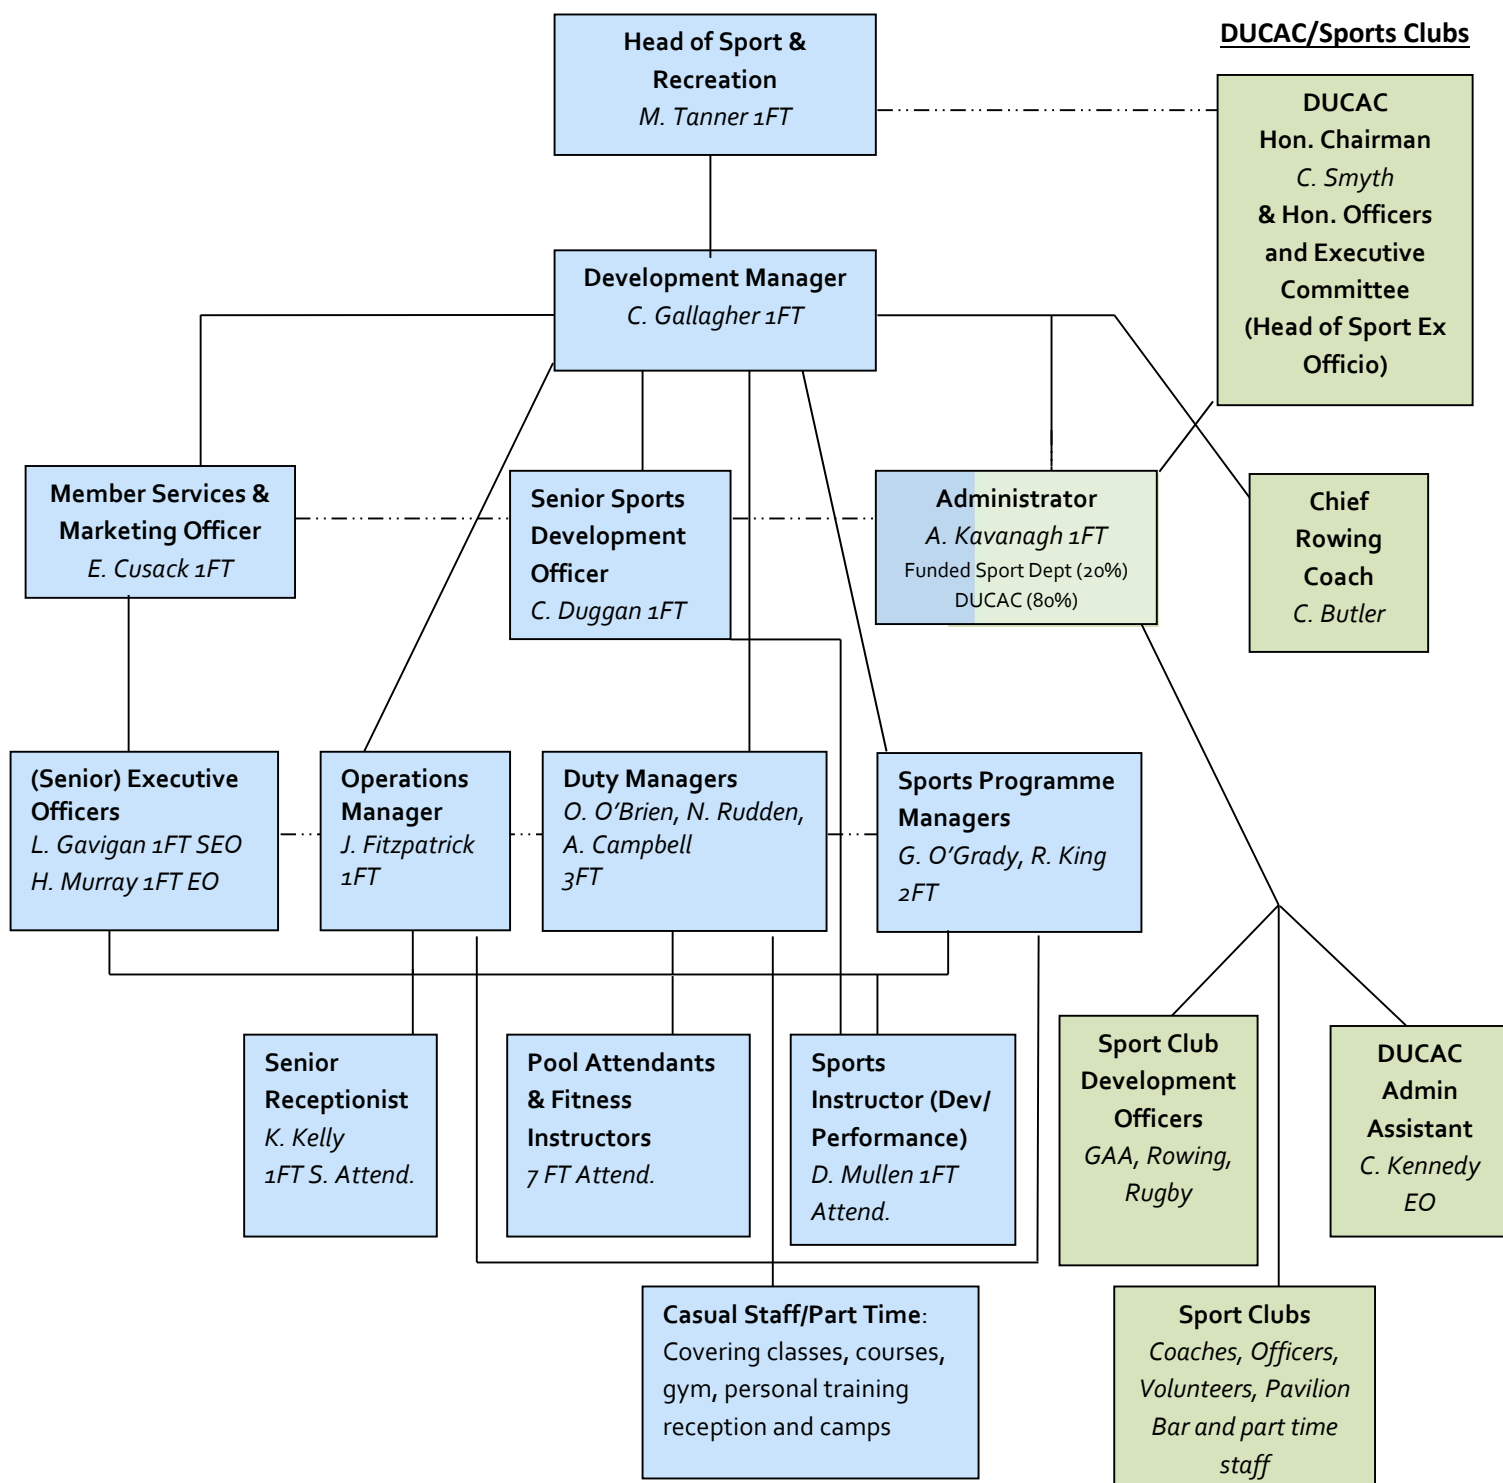 Head of Sport &
Recreation
M. Tanner 1FT
DUCAC/Sports Clubs
DUCAC
Hon. Chairman
C. Smyth
& Hon. Officers
and Executive
Committee
(Head of Sport Ex
Officio)
Development Manager
C. Gallagher 1FT
Member Services &
Marketing Officer
E. Cusack 1FT
Senior Sports
Development
Officer
C. Duggan 1FT
Administrator
A. Kavanagh 1FT
Funded Sport Dept (20%)
DUCAC (80%)
Chief
Rowing
Coach
C. Butler
(Senior) Executive
Officers
L. Gavigan 1FT SEO
H. Murray 1FT EO
Operations
Manager
J. Fitzpatrick
1FT
Duty Managers
O. O’Brien, N. Rudden,
A. Campbell
3FT
Sports Programme
Managers
G. O’Grady, R. King
2FT
Senior
Receptionist
K. Kelly
1FT S. Attend.
Pool Attendants
& Fitness
Instructors
7 FT Attend.
Sports
Instructor (Dev/
Performance)
D. Mullen 1FT
Attend.
Sport Club
Development
Officers
GAA, Rowing,
Rugby
DUCAC
Admin
Assistant
C. Kennedy
EO
Casual Staff/Part Time:
Covering classes, courses,
gym, personal training
reception and camps
Sport Clubs
Coaches, Officers,
Volunteers, Pavilion
Bar and part time
staff